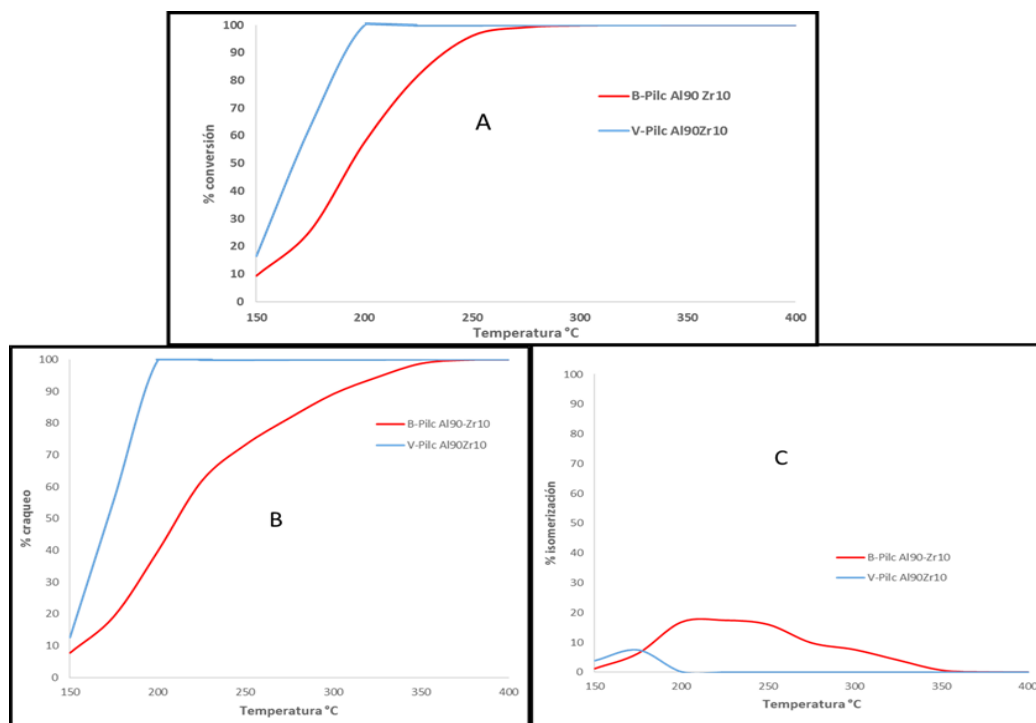 % conversión
100
90
80
70
60
50
40
30
20
10
0
A
B-Pilc Al90 Zr10
V-Pilc Al90Zr10
150 200 250 300 350 400
Temperatura °C
% craqueo
100
90
80
70
60
50
40
30
20
10
0
B-Pilc Al90-Zr10
V-Pilc Al90Zr10
B
150 200 250 300 350 400
Temperatura °C
% isomerización
100
90
80
70
60
50
40
30
20
10
0
C
B-Pilc Al90-Zr10
V-Pilc Al90Zr10
150 200 250 300 350 400
Temperatura °C